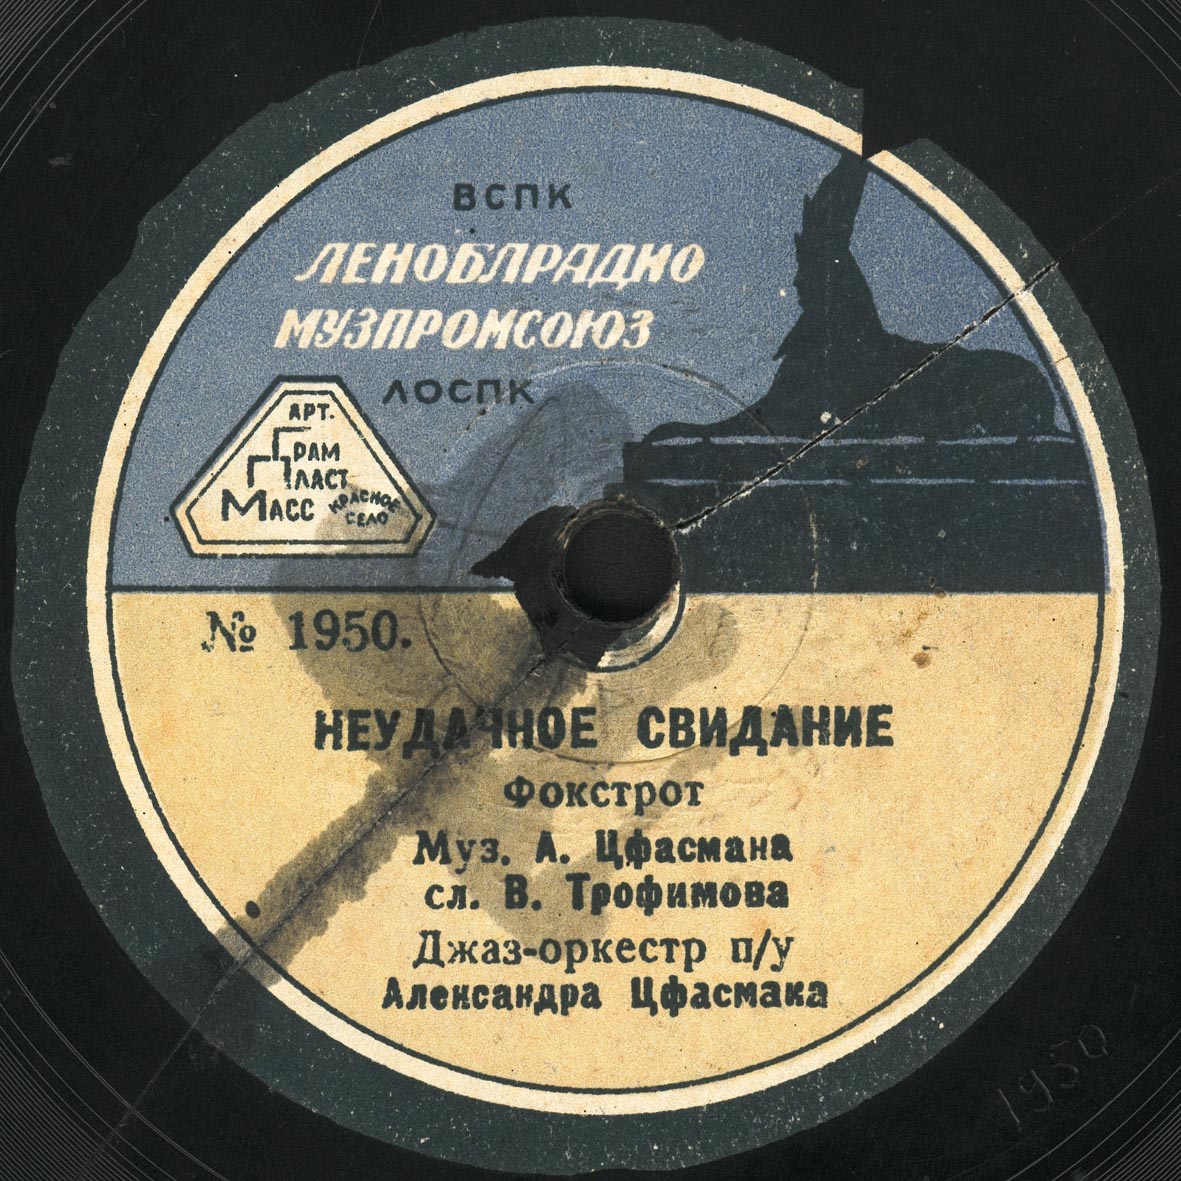 ВСПК
ЛЕНОБЛРАДИО
МУЗПРОМСОЮЗ
ЛОСПК
АРТ.
ГРАМ
ПЛАСТ
МАСС
КРАСНОЕ
СЕЛО
№ 1950.
НЕУДАЧНОЕ СВИДАНИЕ
Фокстрот
Муз. А. Цфасмана
сл. В. Трофимова
Джаз-оркестр п/у
Александра Цфасмака
1950